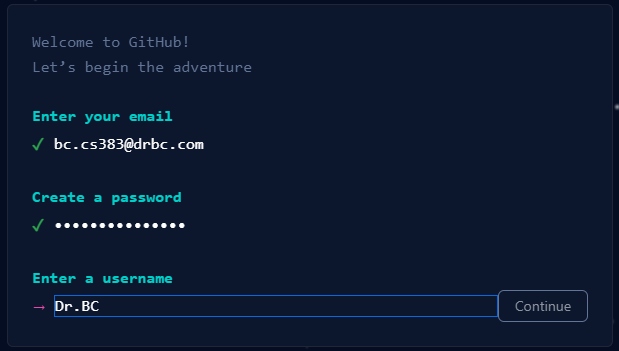 Welcome to GitHub!
Let’s begin the adventure
Enter your email
✓ bc.cs383@drbc.com
Create a password
✓ •••••••••••••••
Enter a username
→ Dr.BC Continue